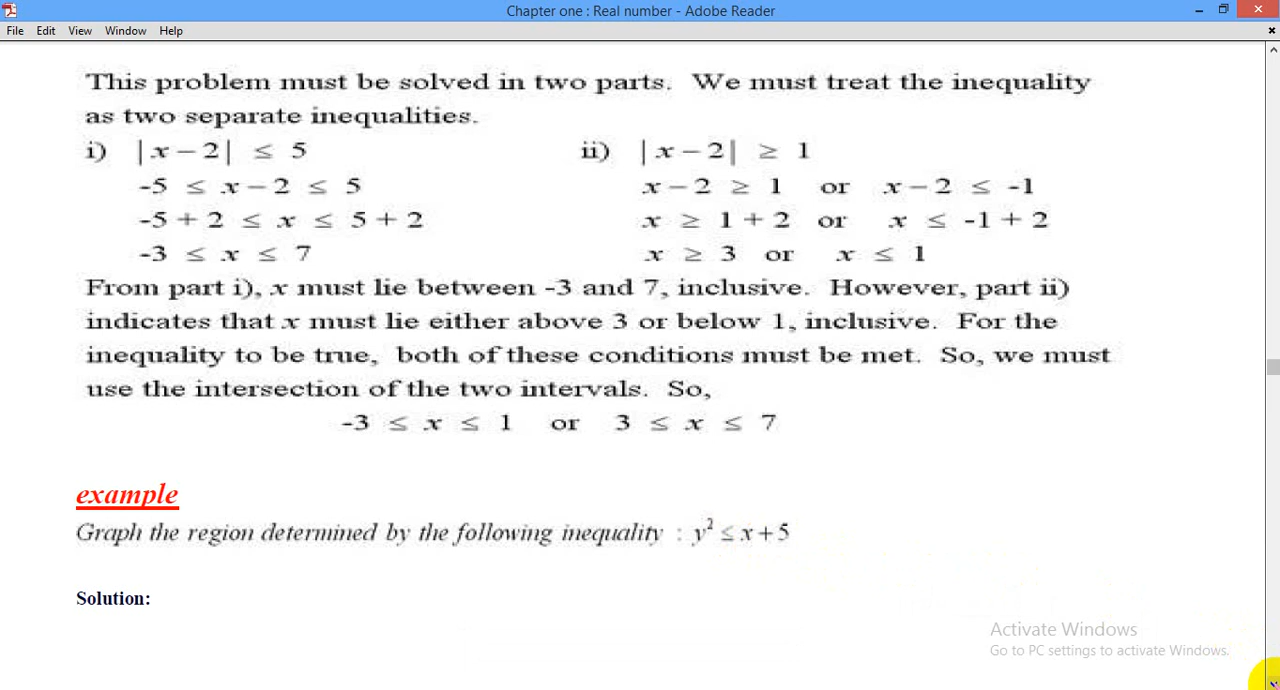 Chapter one : Real number - Adobe Reader
File Edit View Window Help
This problem must be solved in two parts. We must treat the inequality
as two separate inequalities.
i) |x − 2| ≤ 5 ii) |x − 2| ≥ 1
-5 ≤ x − 2 ≤ 5 x − 2 ≥ 1 or x − 2 ≤ -1
-5 + 2 ≤ x ≤ 5 + 2 x ≥ 1 + 2 or x ≤ -1 + 2
-3 ≤ x ≤ 7 x ≥ 3 or x ≤ 1
From part i), x must lie between -3 and 7, inclusive. However, part ii)
indicates that x must lie either above 3 or below 1, inclusive. For the
inequality to be true, both of these conditions must be met. So, we must
use the intersection of the two intervals. So,
-3 ≤ x ≤ 1 or 3 ≤ x ≤ 7
example
Graph the region determined by the following inequality : y² ≤ x + 5
Solution:
Activate Windows
Go to PC settings to activate Windows.